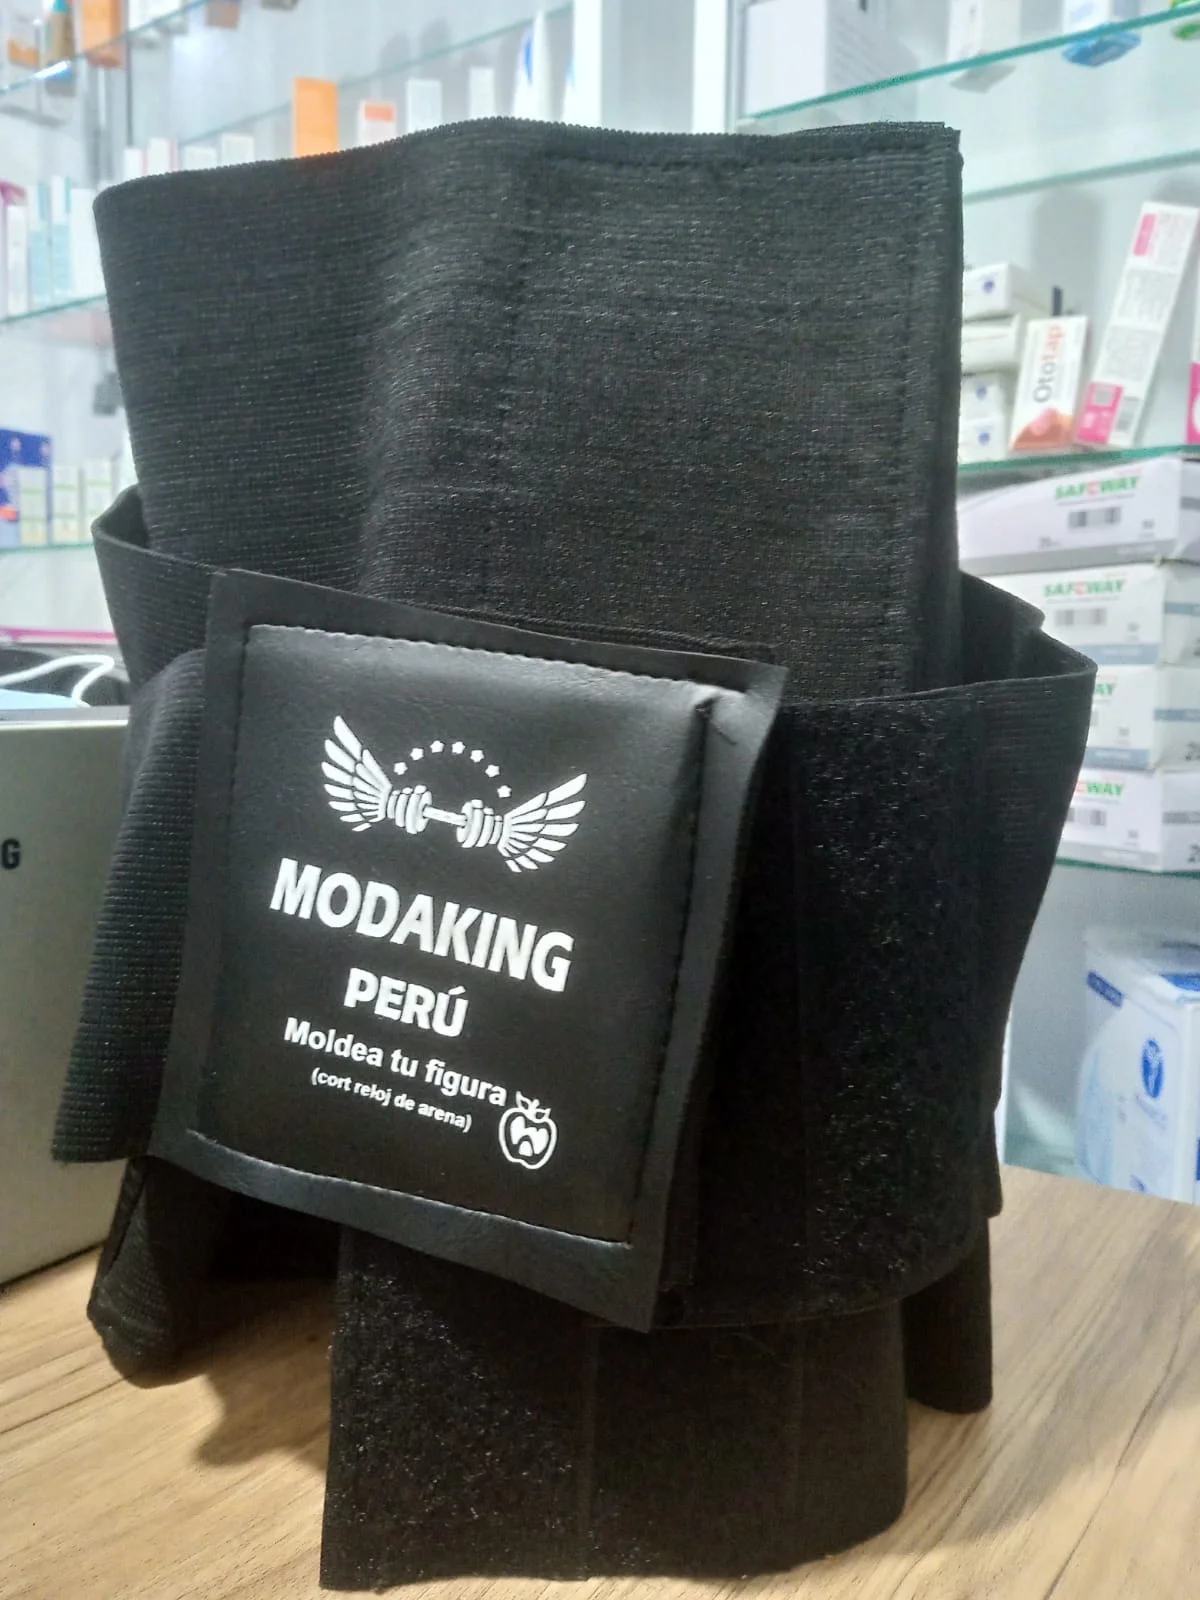 MODAKING
PERÚ
Moldea tu figura
(cort reloj de arena)
Ototap
SAFEWAY
SAFEWAY
G